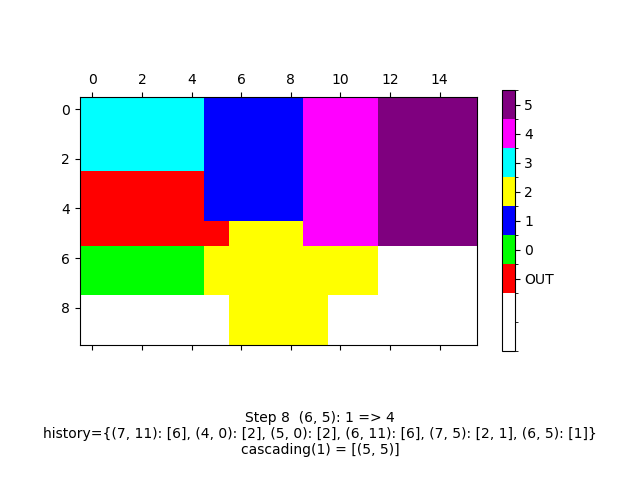 0 2 4 6 8 10 12 14
0
2
4
6
8
5
4
3
2
1
0
OUT
Step 8  (6, 5): 1 => 4
history={(7, 11): [6], (4, 0): [2], (5, 0): [2], (6, 11): [6], (7, 5): [2, 1], (6, 5): [1]}
cascading(1) = [(5, 5)]